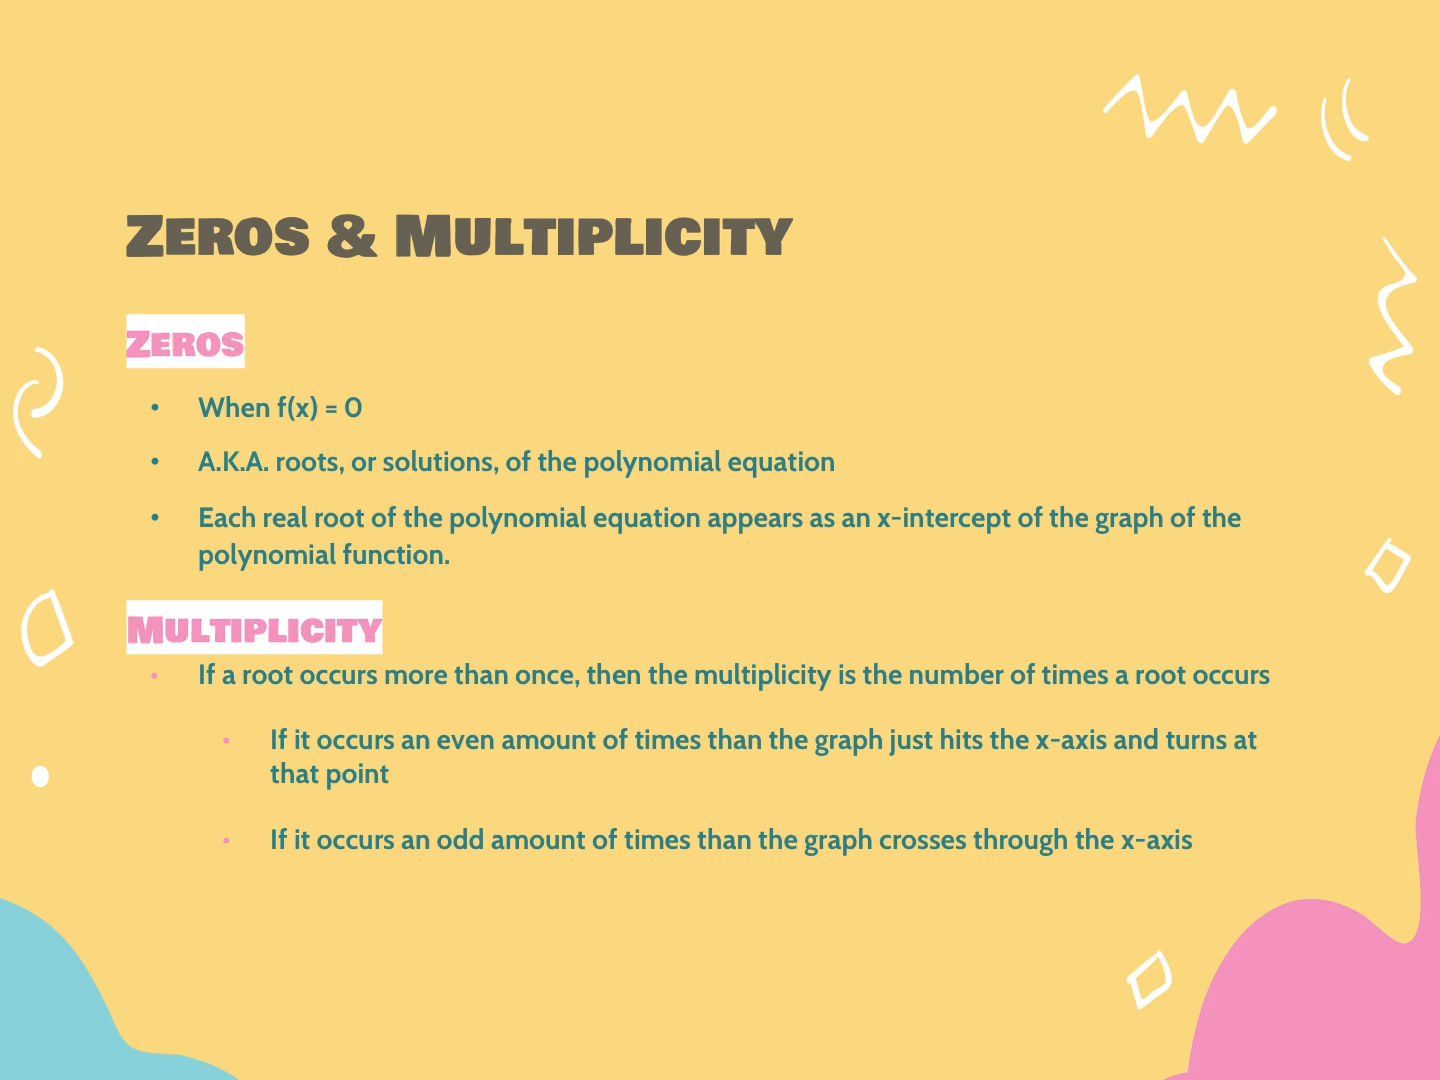 Zeros & Multiplicity
Zeros
• When f(x) = 0
• A.K.A. roots, or solutions, of the polynomial equation
• Each real root of the polynomial equation appears as an x-intercept of the graph of the
polynomial function.
Multiplicity
• If a root occurs more than once, then the multiplicity is the number of times a root occurs
• If it occurs an even amount of times than the graph just hits the x-axis and turns at
that point
• If it occurs an odd amount of times than the graph crosses through the x-axis